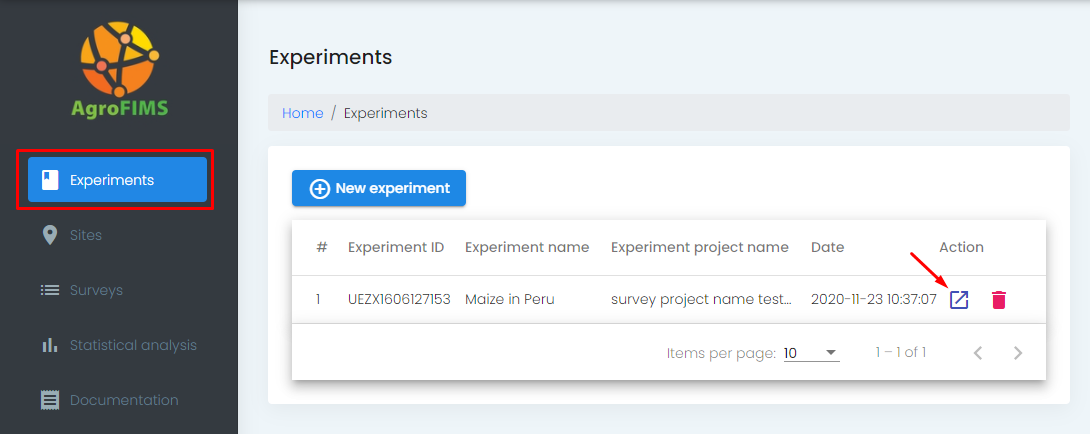 AgroFIMS
Experiments
Sites
Surveys
Statistical analysis
Documentation
Experiments
Home / Experiments
New experiment
# Experiment ID Experiment name Experiment project name Date Action
1 UEZX1606127153 Maize in Peru survey project name test... 2020-11-23 10:37:07
Items per page: 10 1 – 1 of 1